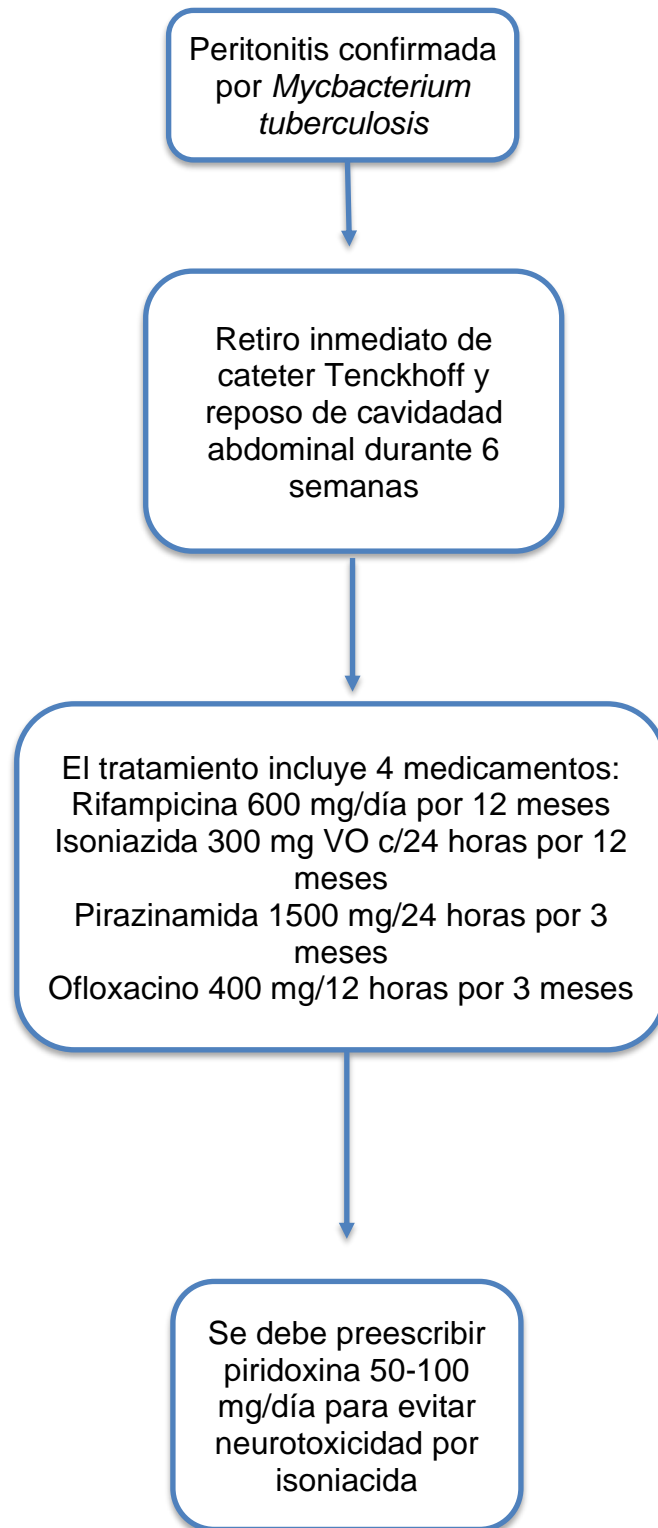 Peritonitis confirmada
por Mycbacterium
tuberculosis
Retiro inmediato de
cateter Tenckhoff y
reposo de cavidadad
abdominal durante 6
semanas
El tratamiento incluye 4 medicamentos:
Rifampicina 600 mg/día por 12 meses
Isoniazida 300 mg VO c/24 horas por 12
meses
Pirazinamida 1500 mg/24 horas por 3
meses
Ofloxacino 400 mg/12 horas por 3 meses
Se debe preescribir
piridoxina 50-100
mg/día para evitar
neurotoxicidad por
isoniacida